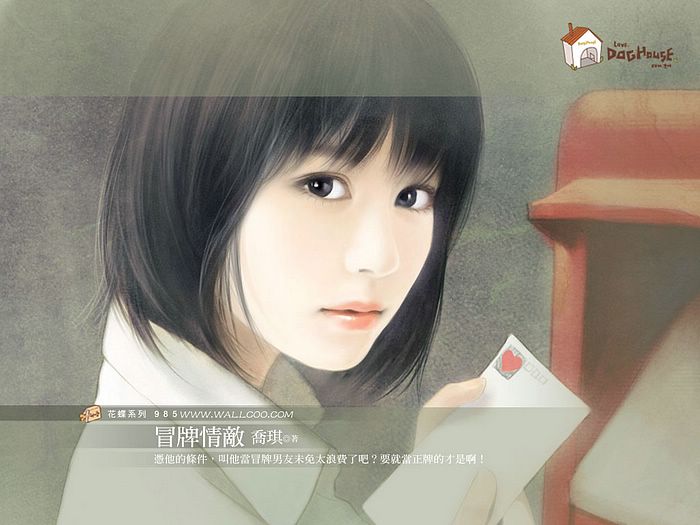 Love
DOGHOUSE
com.tw
花蝶系列 985 WWW.WALLCOO.COM
冒牌情敵 喬琪◎著
憑他的條件，叫他當冒牌男友未免太浪費了吧？要就當正牌的才是啊！